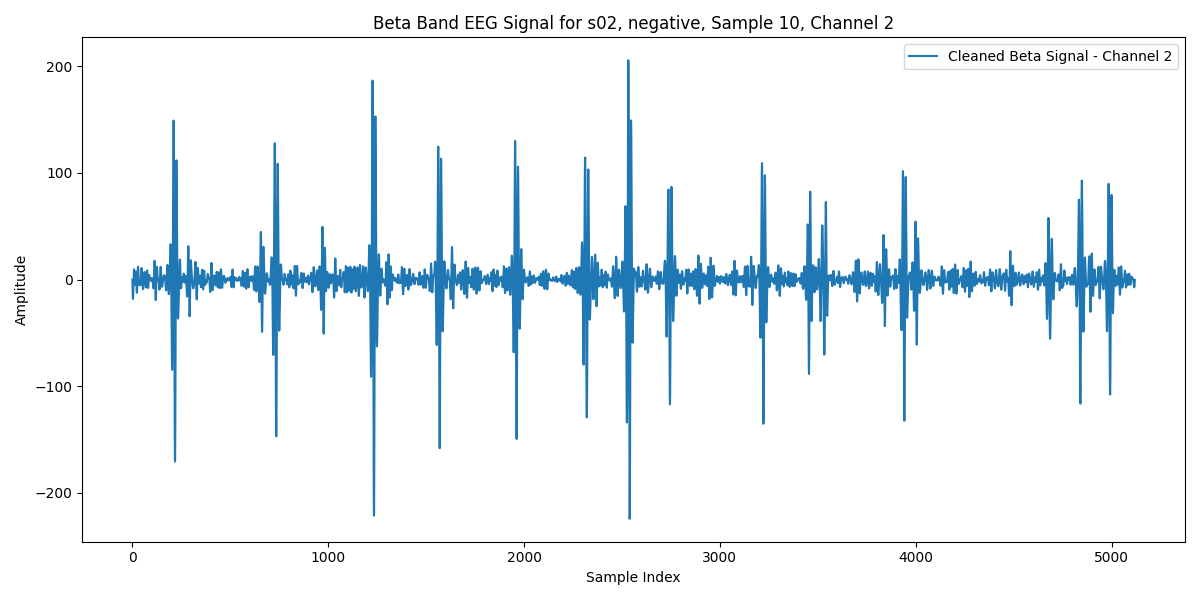 Beta Band EEG Signal for s02, negative, Sample 10, Channel 2
Cleaned Beta Signal - Channel 2
Amplitude
200
100
0
−100
−200
0 1000 2000 3000 4000 5000
Sample Index